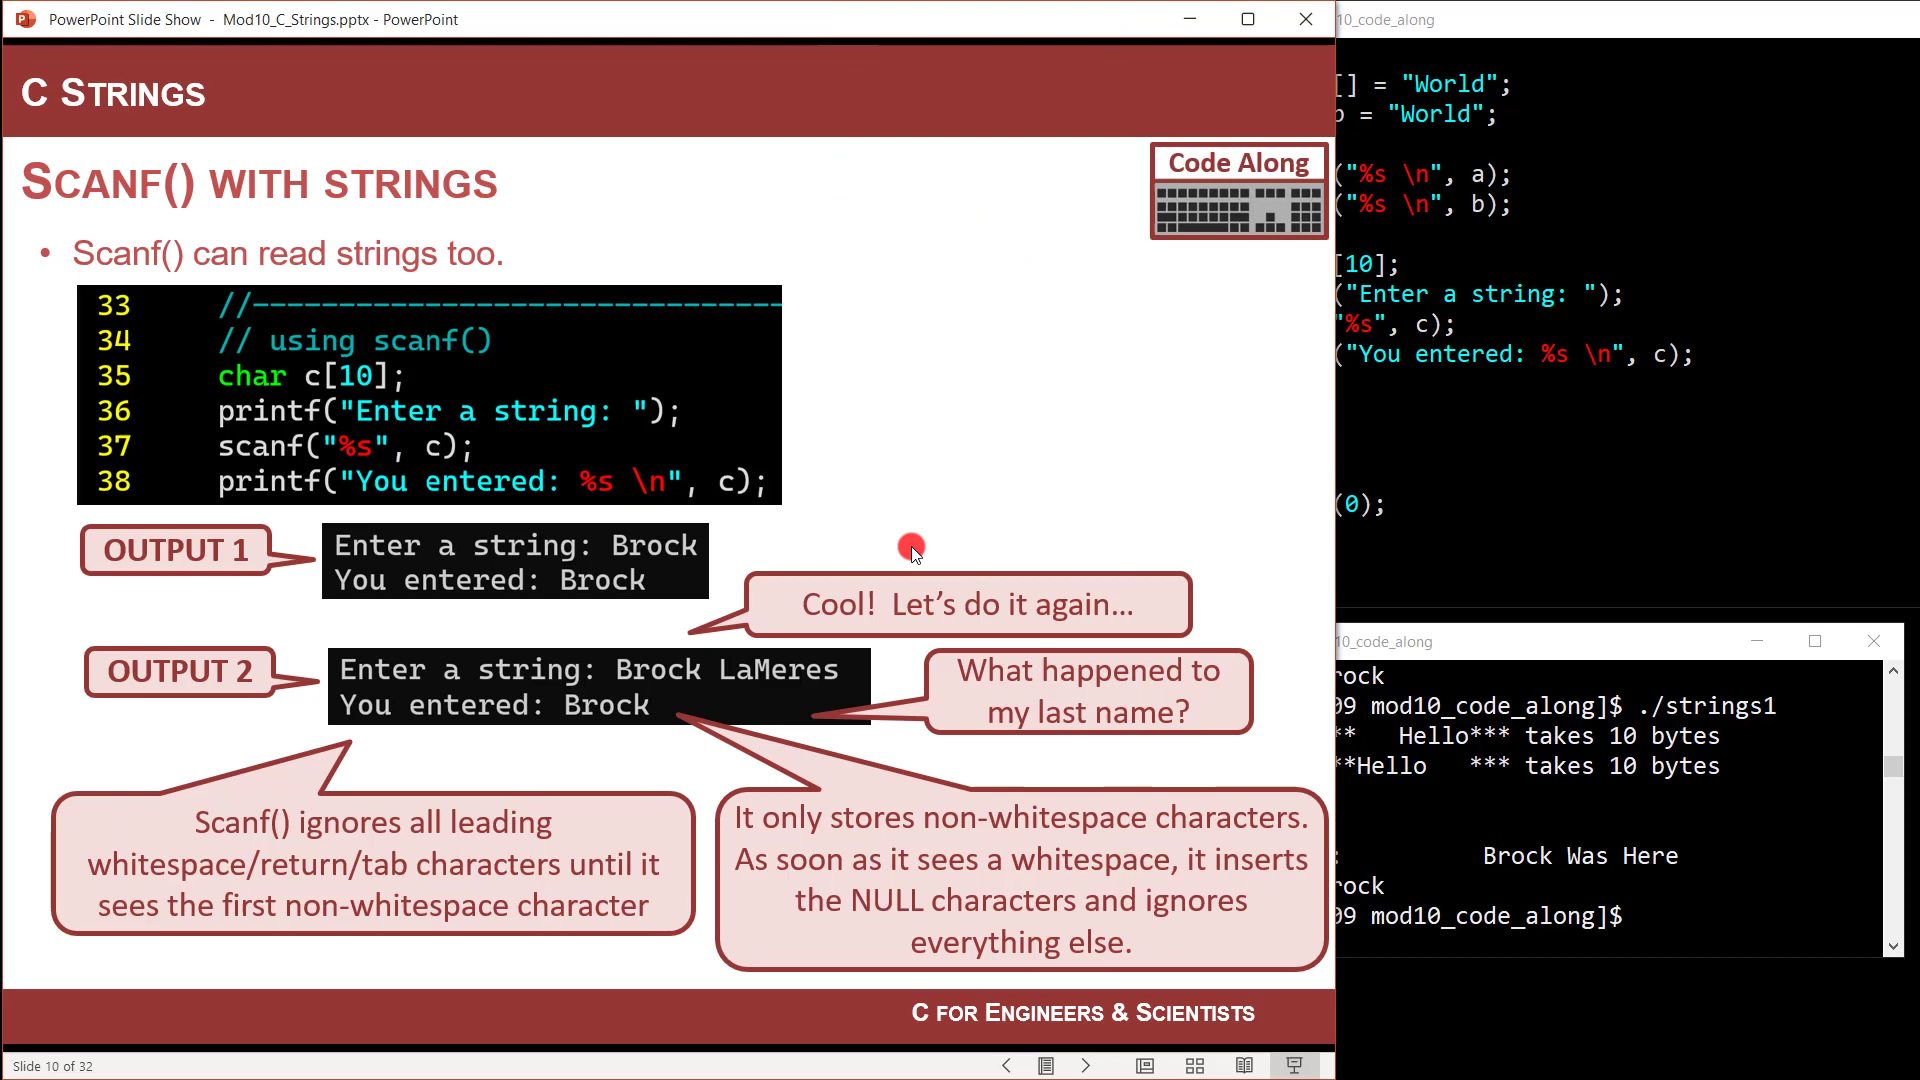 PowerPoint Slide Show - Mod10_C_Strings.pptx - PowerPoint
C STRINGS
SCANF() WITH STRINGS
Code Along
• Scanf() can read strings too.
33 //-------------------------------
34 // using scanf()
35 char c[10];
36 printf("Enter a string: ");
37 scanf("%s", c);
38 printf("You entered: %s \n", c);
OUTPUT 1
Enter a string: Brock
You entered: Brock
Cool! Let's do it again...
OUTPUT 2
Enter a string: Brock LaMeres
You entered: Brock
What happened to
my last name?
Scanf() ignores all leading
whitespace/return/tab characters until it
sees the first non-whitespace character
It only stores non-whitespace characters.
As soon as it sees a whitespace, it inserts
the NULL characters and ignores
everything else.
C FOR ENGINEERS & SCIENTISTS
Slide 10 of 32
10_code_along
[] = "World";
b = "World";
("%s \n", a);
("%s \n", b);
[10];
("Enter a string: ");
"%s", c);
("You entered: %s \n", c);
(0);
10_code_along
rock
09 mod10_code_along]$ ./strings1
** Hello*** takes 10 bytes
**Hello *** takes 10 bytes
: Brock Was Here
rock
09 mod10_code_along]$